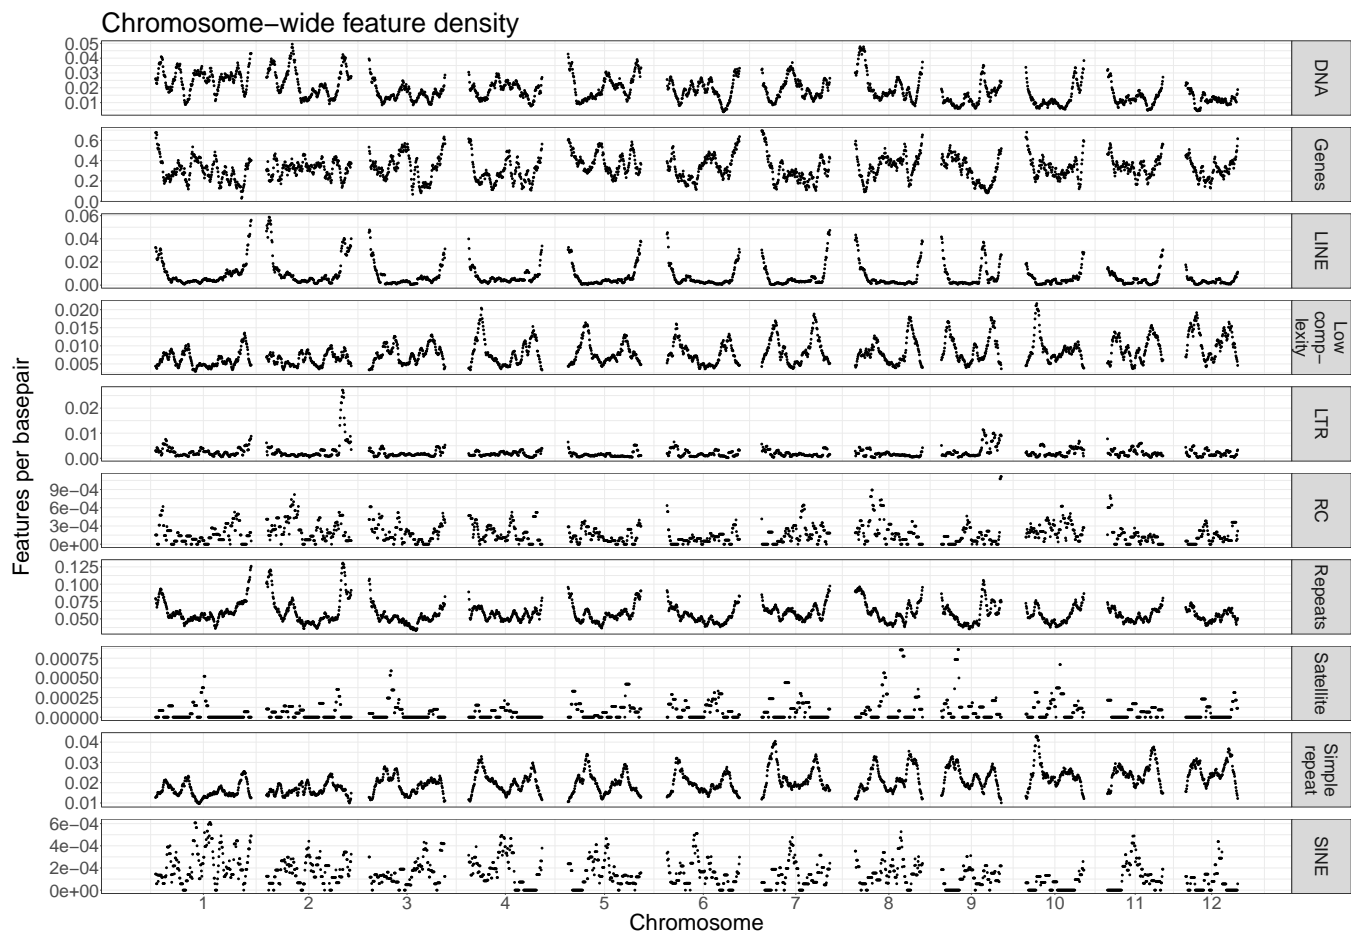 Chromosome−wide feature density
Features per basepair
0.05
0.04
0.03
0.02
0.01
DNA
0.6
0.4
0.2
0.0
Genes
0.06
0.04
0.02
0.00
LINE
0.020
0.015
0.010
0.005
Low
comp−
lexity
0.02
0.01
0.00
LTR
9e−04
6e−04
3e−04
0e+00
RC
0.125
0.100
0.075
0.050
Repeats
0.00075
0.00050
0.00025
0.00000
Satellite
0.04
0.03
0.02
0.01
Simple
repeat
6e−04
4e−04
2e−04
0e+00
SINE
1 2 3 4 5 6 7 8 9 10 11 12
Chromosome